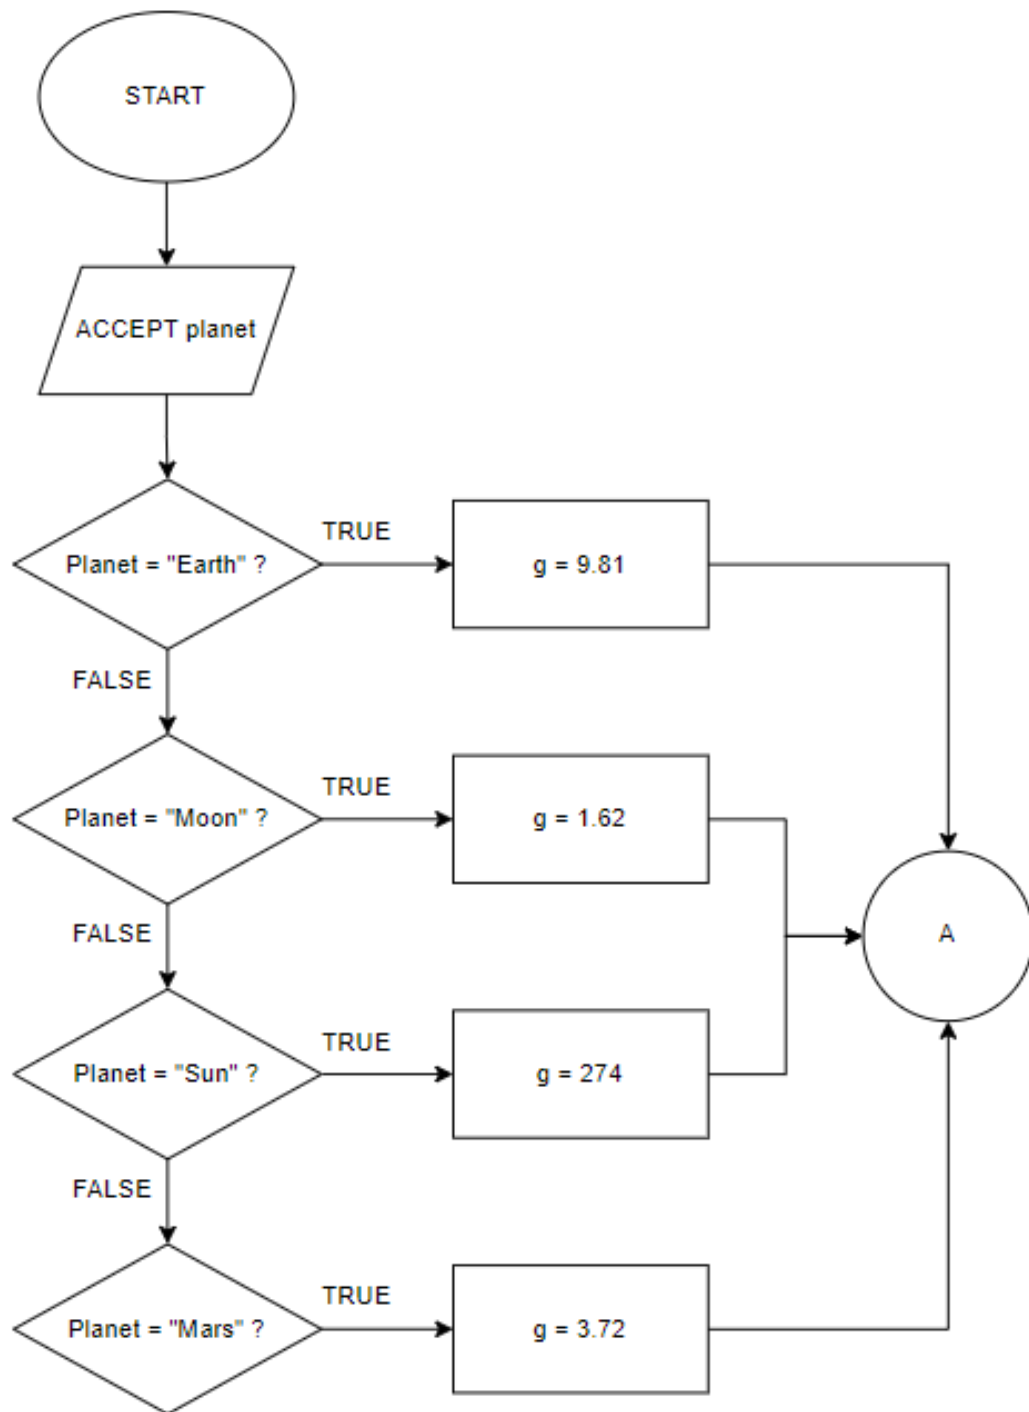 START
ACCEPT planet
Planet = "Earth" ?
TRUE
g = 9.81
FALSE
Planet = "Moon" ?
TRUE
g = 1.62
A
FALSE
Planet = "Sun" ?
TRUE
g = 274
FALSE
Planet = "Mars" ?
TRUE
g = 3.72